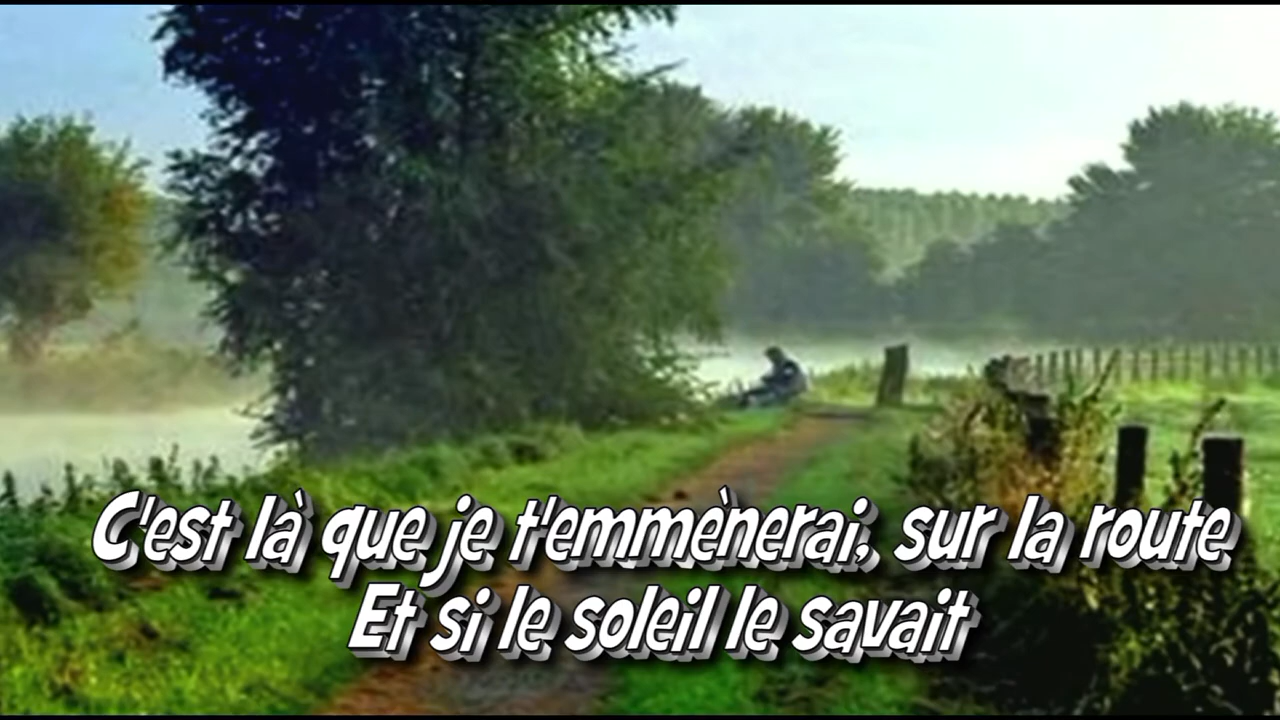 C'est là que je t'emmènerai, sur la route
Et si le soleil le savait